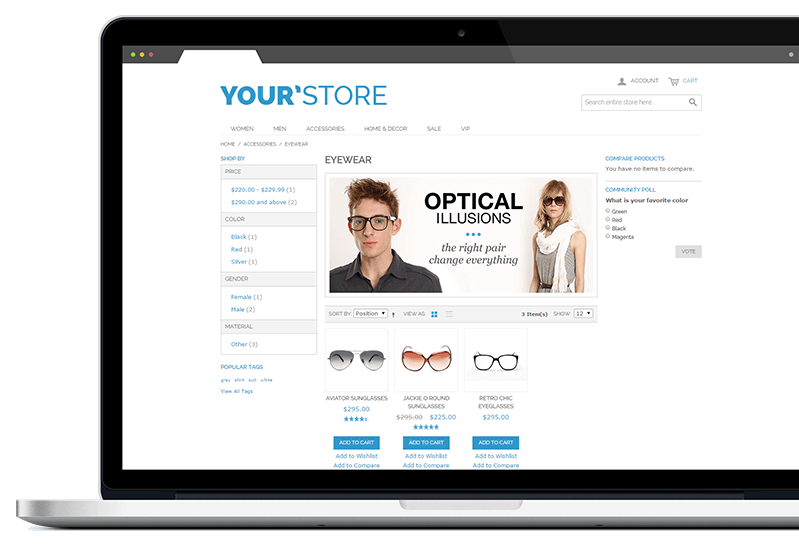 YOUR'STORE
ACCOUNT
CART
Search entire store here...
WOMEN MEN ACCESSORIES HOME & DECOR SALE VIP
HOME / ACCESSORIES / EYEWEAR
SHOP BY
PRICE
$220.00 - $229.99 (1)
$290.00 and above (2)
COLOR
Black (1)
Red (1)
Silver (1)
GENDER
Female (1)
Male (2)
MATERIAL
Other (3)
POPULAR TAGS
grey shirt suit white
View All Tags
EYEWEAR
OPTICAL
ILLUSIONS
the right pair
change everything
SORT BY Position VIEW AS 3 Item(s) SHOW 12
AVIATOR SUNGLASSES
$295.00
ADD TO CART
Add to Wishlist
Add to Compare
JACKIE O ROUND
SUNGLASSES
$295.00 $225.00
ADD TO CART
Add to Wishlist
Add to Compare
RETRO CHIC
EYEGLASSES
$295.00
ADD TO CART
Add to Wishlist
Add to Compare
COMPARE PRODUCTS
You have no items to compare.
COMMUNITY POLL
What is your favorite color
Green
Red
Black
Magenta
VOTE